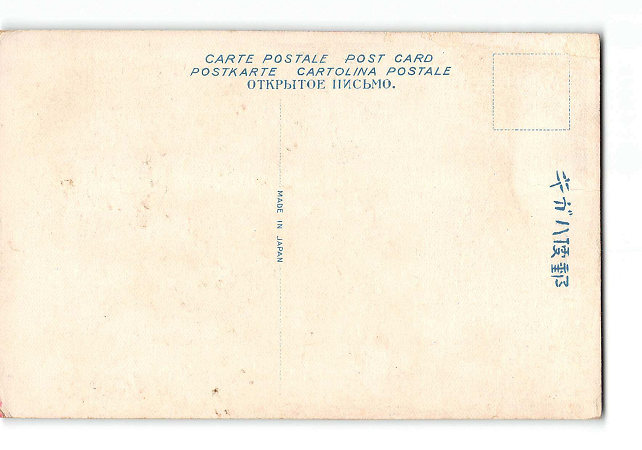 CARTE POSTALE POST CARD
POSTKARTE CARTOLINA POSTALE
ОТКРЫТОЕ ПИСЬМО.
MADE IN JAPAN
キガハ便郵